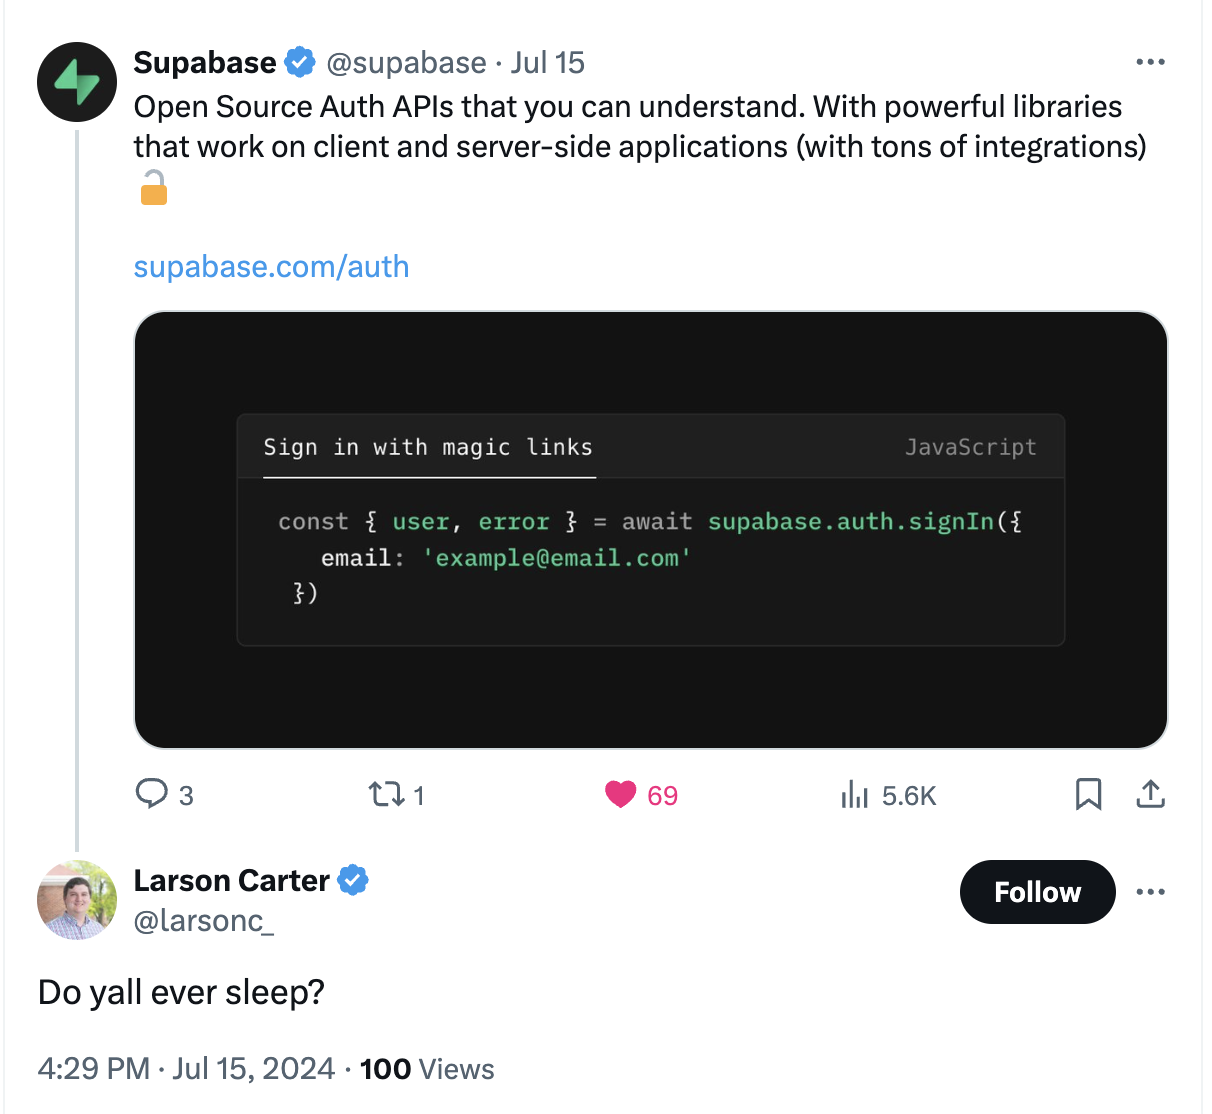 Supabase @supabase · Jul 15
Open Source Auth APIs that you can understand. With powerful libraries
that work on client and server-side applications (with tons of integrations)
🔓
supabase.com/auth
Sign in with magic links JavaScript
const { user, error } = await supabase.auth.signIn({
email: 'example@email.com'
})
3 1 69 5.6K
Larson Carter
@larsonc_
Follow
Do yall ever sleep?
4:29 PM · Jul 15, 2024 · 100 Views